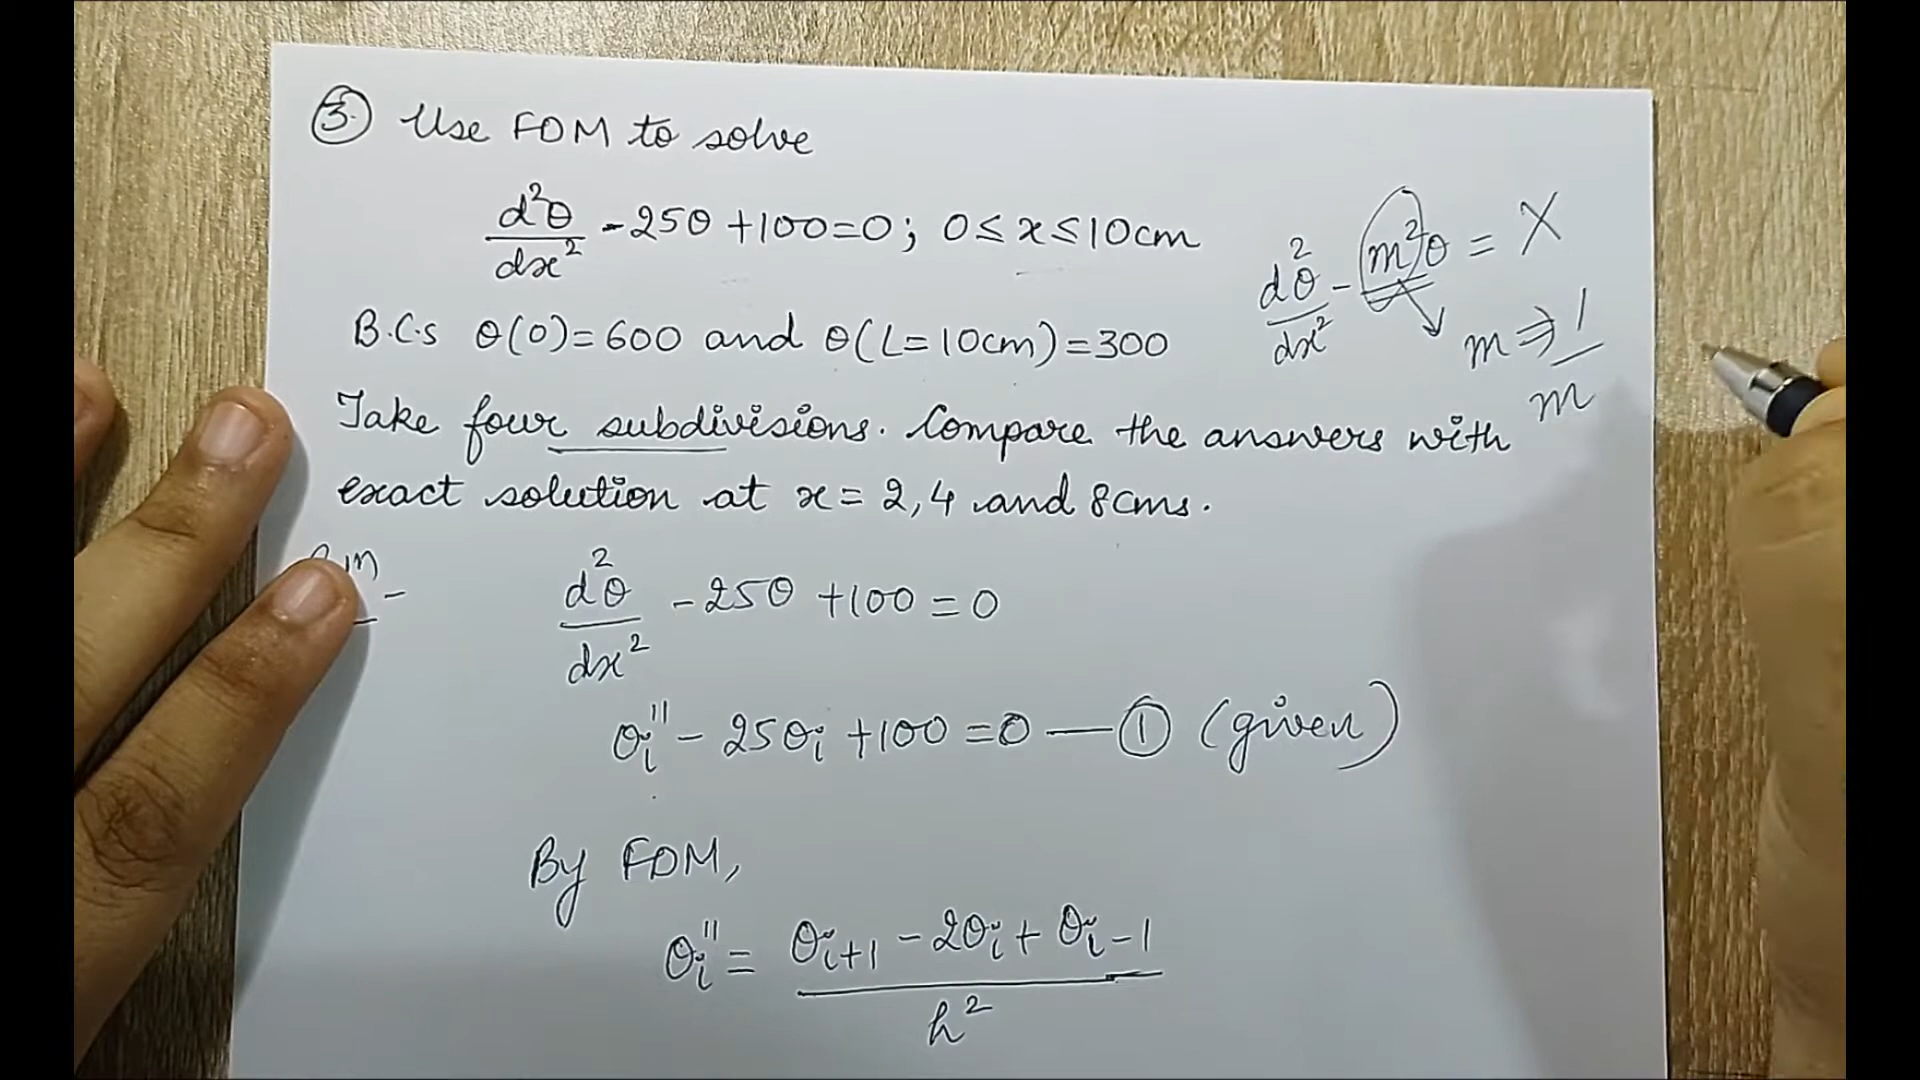 3. Use FDM to solve
d²θ/dx² - 25θ + 100 = 0 ; 0 ≤ x ≤ 10cm
d²θ/dx² - m²θ = X
m ⇒ 1/m
B.C.s θ(0)=600 and θ(L=10cm)=300
Take four subdivisions. Compare the answers with
exact solution at x = 2,4 and 8cms.
d²θ/dx² - 25θ + 100 = 0
θi'' - 25θi + 100 = 0 — ① (given)
By FDM,
θi'' = (θi+1 - 2θi + θi-1)/h²